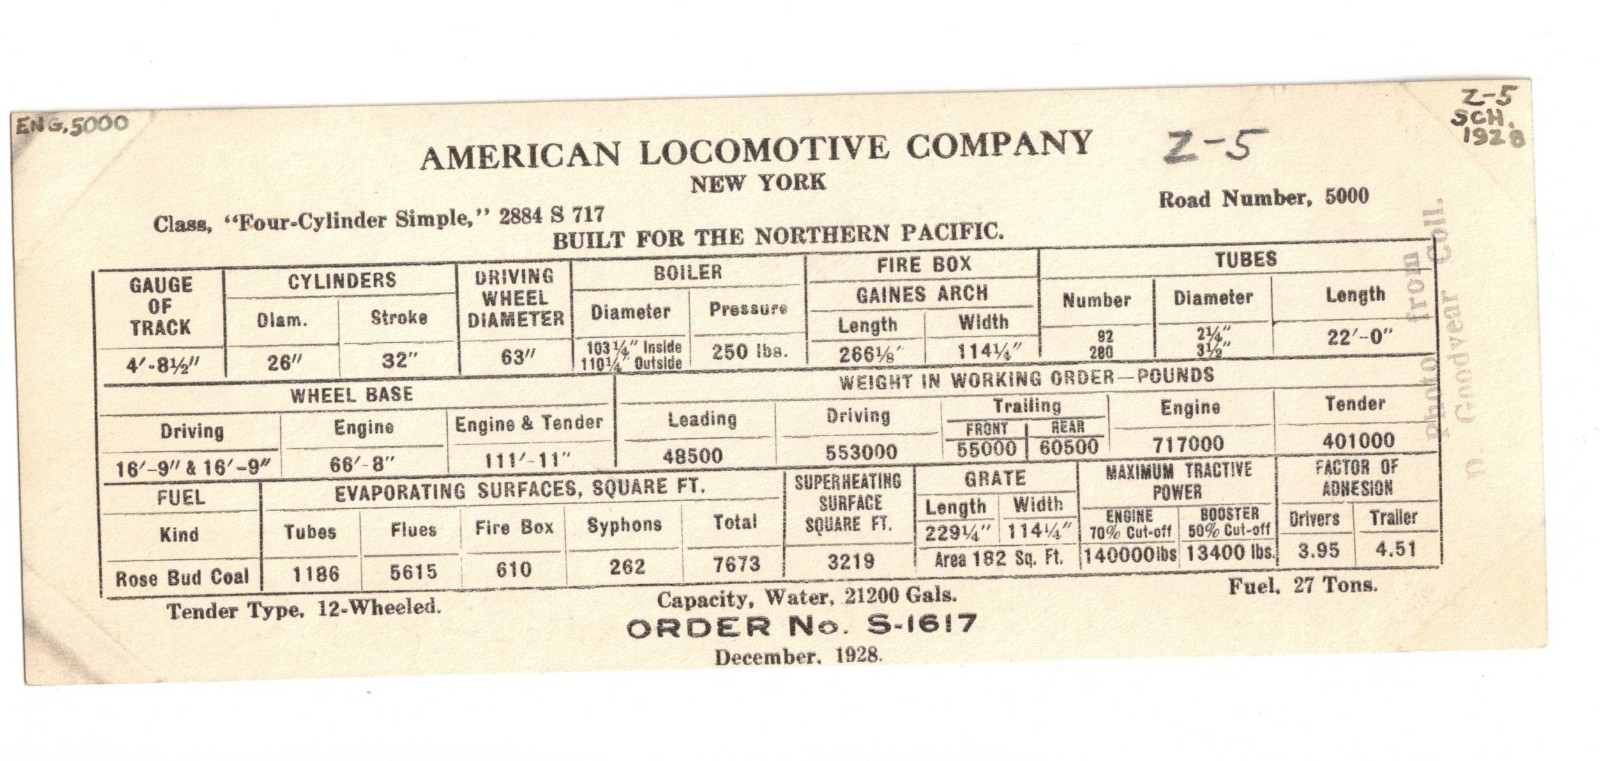 ENG. 5000
Z-5
SCH.
1928
AMERICAN LOCOMOTIVE COMPANY
Z-5
NEW YORK
Road Number, 5000
Class, "Four-Cylinder Simple," 2884 S 717
BUILT FOR THE NORTHERN PACIFIC.
GAUGE OF TRACK
CYLINDERS
DRIVING WHEEL DIAMETER
BOILER
FIRE BOX
TUBES
GAINES ARCH
Diam. Stroke
Diameter Pressure
Length Width
Number Diameter Length
4'-8½" 26" 32" 63"
103¼" Inside
110¼" Outside
250 lbs. 266⅛" 114¼"
92 2¼"
280 3½"
22'-0"
WHEEL BASE
WEIGHT IN WORKING ORDER—POUNDS
Driving Engine Engine & Tender Leading Driving Trailing Engine Tender
FRONT REAR
16'-9" & 16'-9" 66'-8" 111'-11" 48500 553000 55000 60500 717000 401000
FUEL
EVAPORATING SURFACES, SQUARE FT.
SUPERHEATING SURFACE SQUARE FT.
GRATE
MAXIMUM TRACTIVE POWER
FACTOR OF ADHESION
Kind Tubes Flues Fire Box Syphons Total
Length Width
ENGINE 70% Cut-off
BOOSTER 50% Cut-off
Drivers Trailer
229¼" 114¼"
Rose Bud Coal 1186 5615 610 262 7673 3219 Area 182 Sq. Ft. 140000lbs 13400 lbs. 3.95 4.51
Tender Type, 12-Wheeled.
Capacity, Water, 21200 Gals.
Fuel, 27 Tons.
ORDER No. S-1617
December, 1928.
Photo from
D. Goodyear Coll.